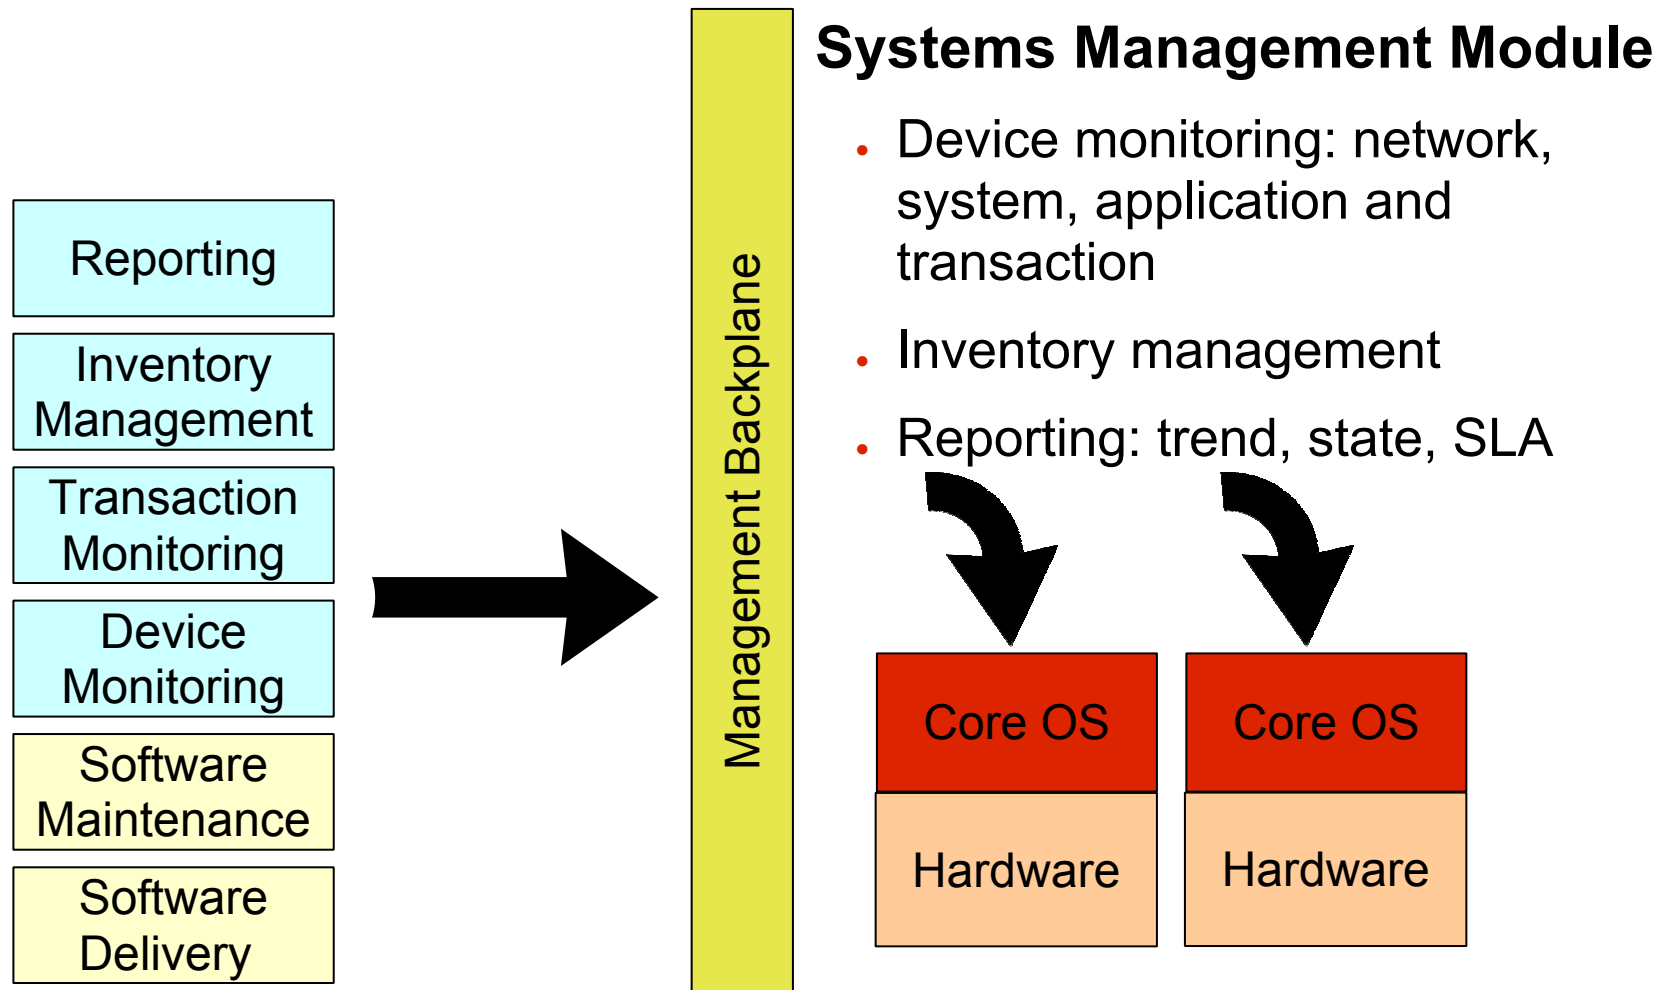 Systems Management Module
Device monitoring: network,
system, application and
transaction
Inventory management
Reporting: trend, state, SLA
Reporting
Inventory
Management
Transaction
Monitoring
Device
Monitoring
Software
Maintenance
Software
Delivery
Management Backplane
Core OS
Core OS
Hardware
Hardware